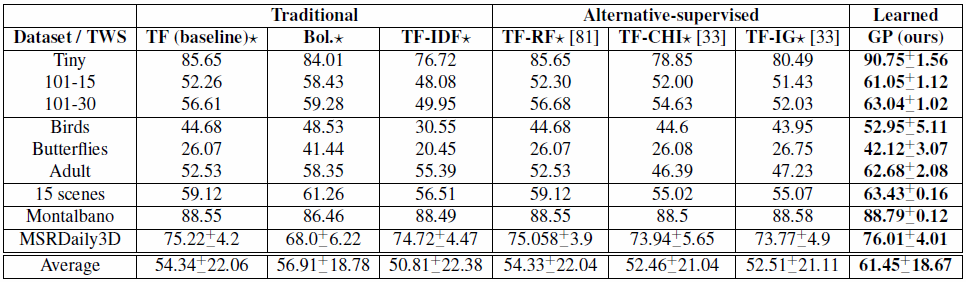 Traditional Alternative-supervised Learned
Dataset / TWS TF (baseline)⋆ Bol.⋆ TF-IDF⋆ TF-RF⋆ [81] TF-CHI⋆ [33] TF-IG⋆ [33] GP (ours)
Tiny 85.65 84.01 76.72 85.65 78.85 80.49 90.75±1.56
101-15 52.26 58.43 48.08 52.30 52.00 51.43 61.05±1.12
101-30 56.61 59.28 49.95 56.68 54.63 52.03 63.04±1.02
Birds 44.68 48.53 30.55 44.68 44.6 43.95 52.95±5.11
Butterflies 26.07 41.44 20.45 26.07 26.08 26.75 42.12±3.07
Adult 52.53 58.35 55.39 52.53 46.39 47.23 62.68±2.08
15 scenes 59.12 61.26 56.51 59.12 55.02 55.07 63.43±0.16
Montalbano 88.55 86.46 88.49 88.55 88.5 88.58 88.79±0.12
MSRDaily3D 75.22±4.2 68.0±6.22 74.72±4.47 75.058±3.9 73.94±5.65 73.77±4.9 76.01±4.01
Average 54.34±22.06 56.91±18.78 50.81±22.38 54.33±22.04 52.46±21.04 52.51±21.11 61.45±18.67